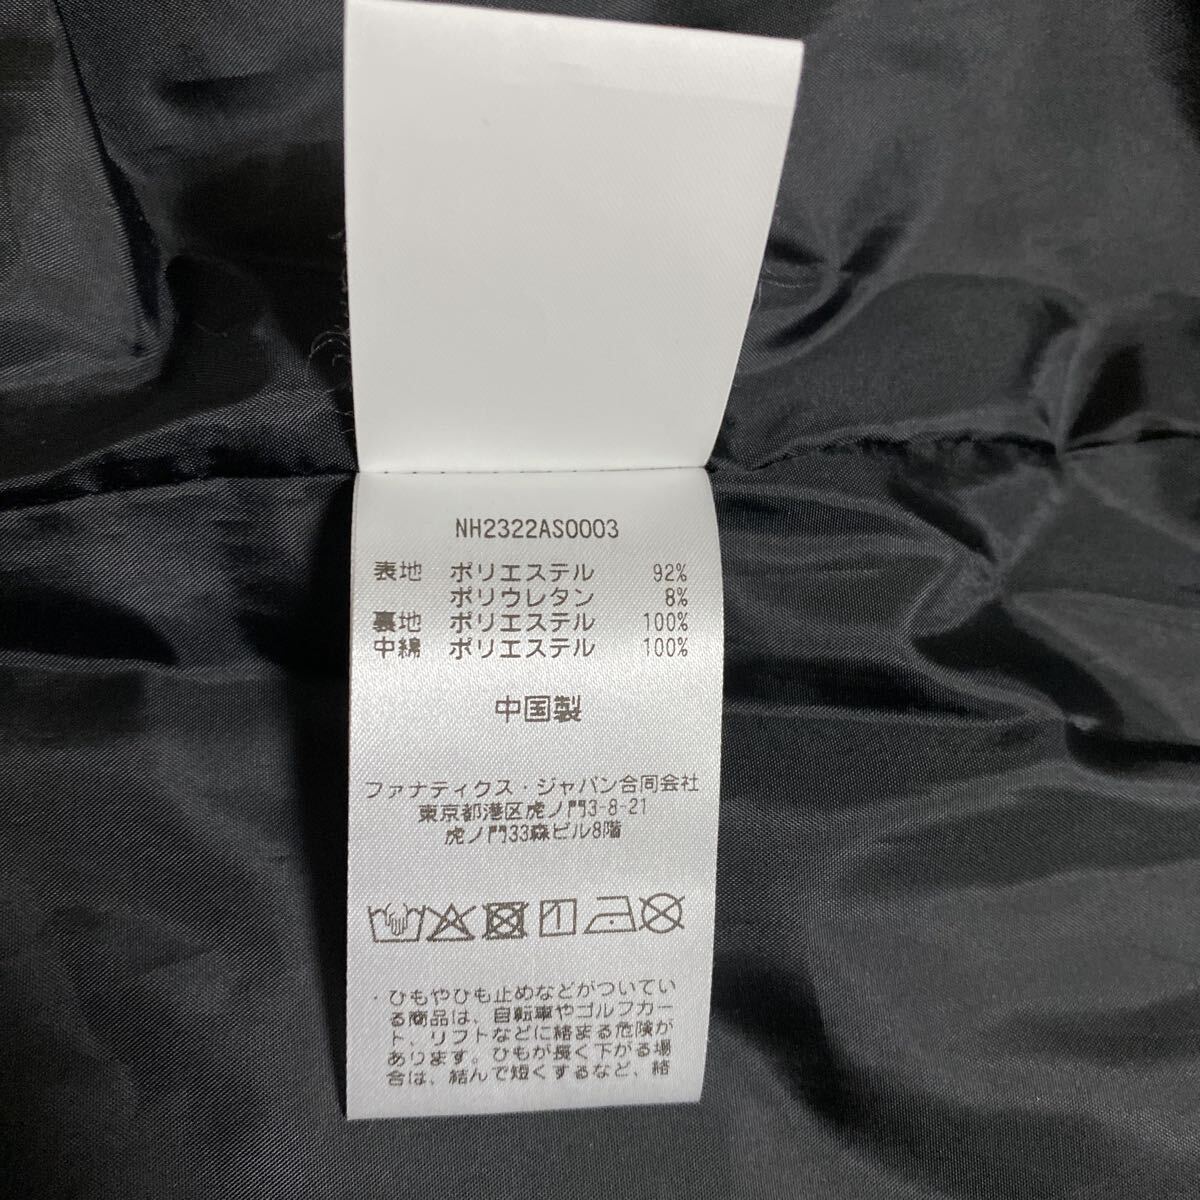 NH2322AS0003
表地 ポリエステル 92%
ポリウレタン 8%
裏地 ポリエステル 100%
中綿 ポリエステル 100%
中国製
ファナティクス・ジャパン合同会社
東京都港区虎ノ門3-8-21
虎ノ門33森ビル8階
・ひもやひも止めなどがついてい
る商品は、自転車やゴルフカー
ト、リフトなどに絡まる危険が
あります。ひもが長く下がる場
合は、結んで短くするなど、絡